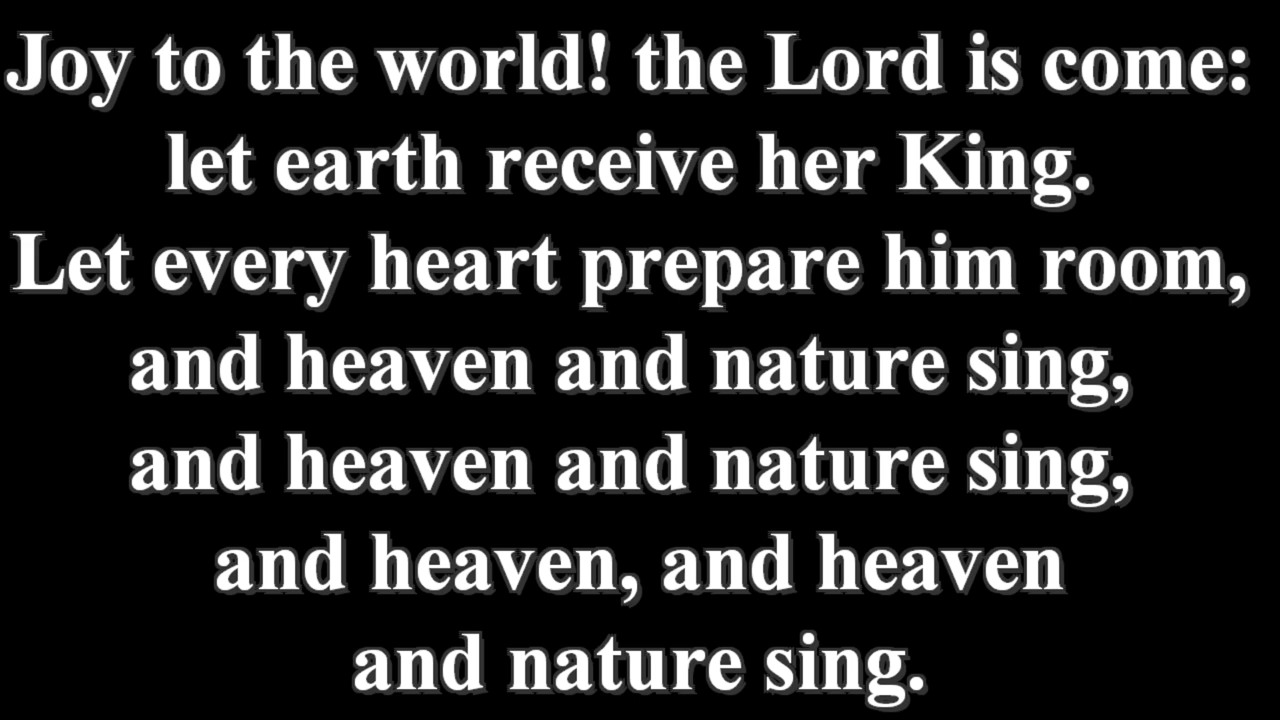 Joy to the world! the Lord is come:
let earth receive her King.
Let every heart prepare him room,
and heaven and nature sing,
and heaven and nature sing,
and heaven, and heaven
and nature sing.